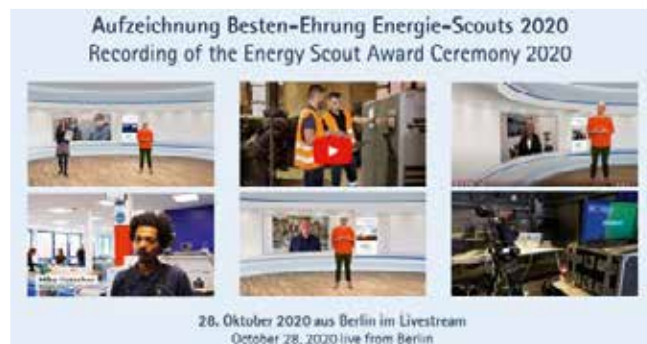 Aufzeichnung Besten-Ehrung Energie-Scouts 2020
Recording of the Energy Scout Award Ceremony 2020
28. Oktober 2020 aus Berlin im Livestream
October 28, 2020 live from Berlin